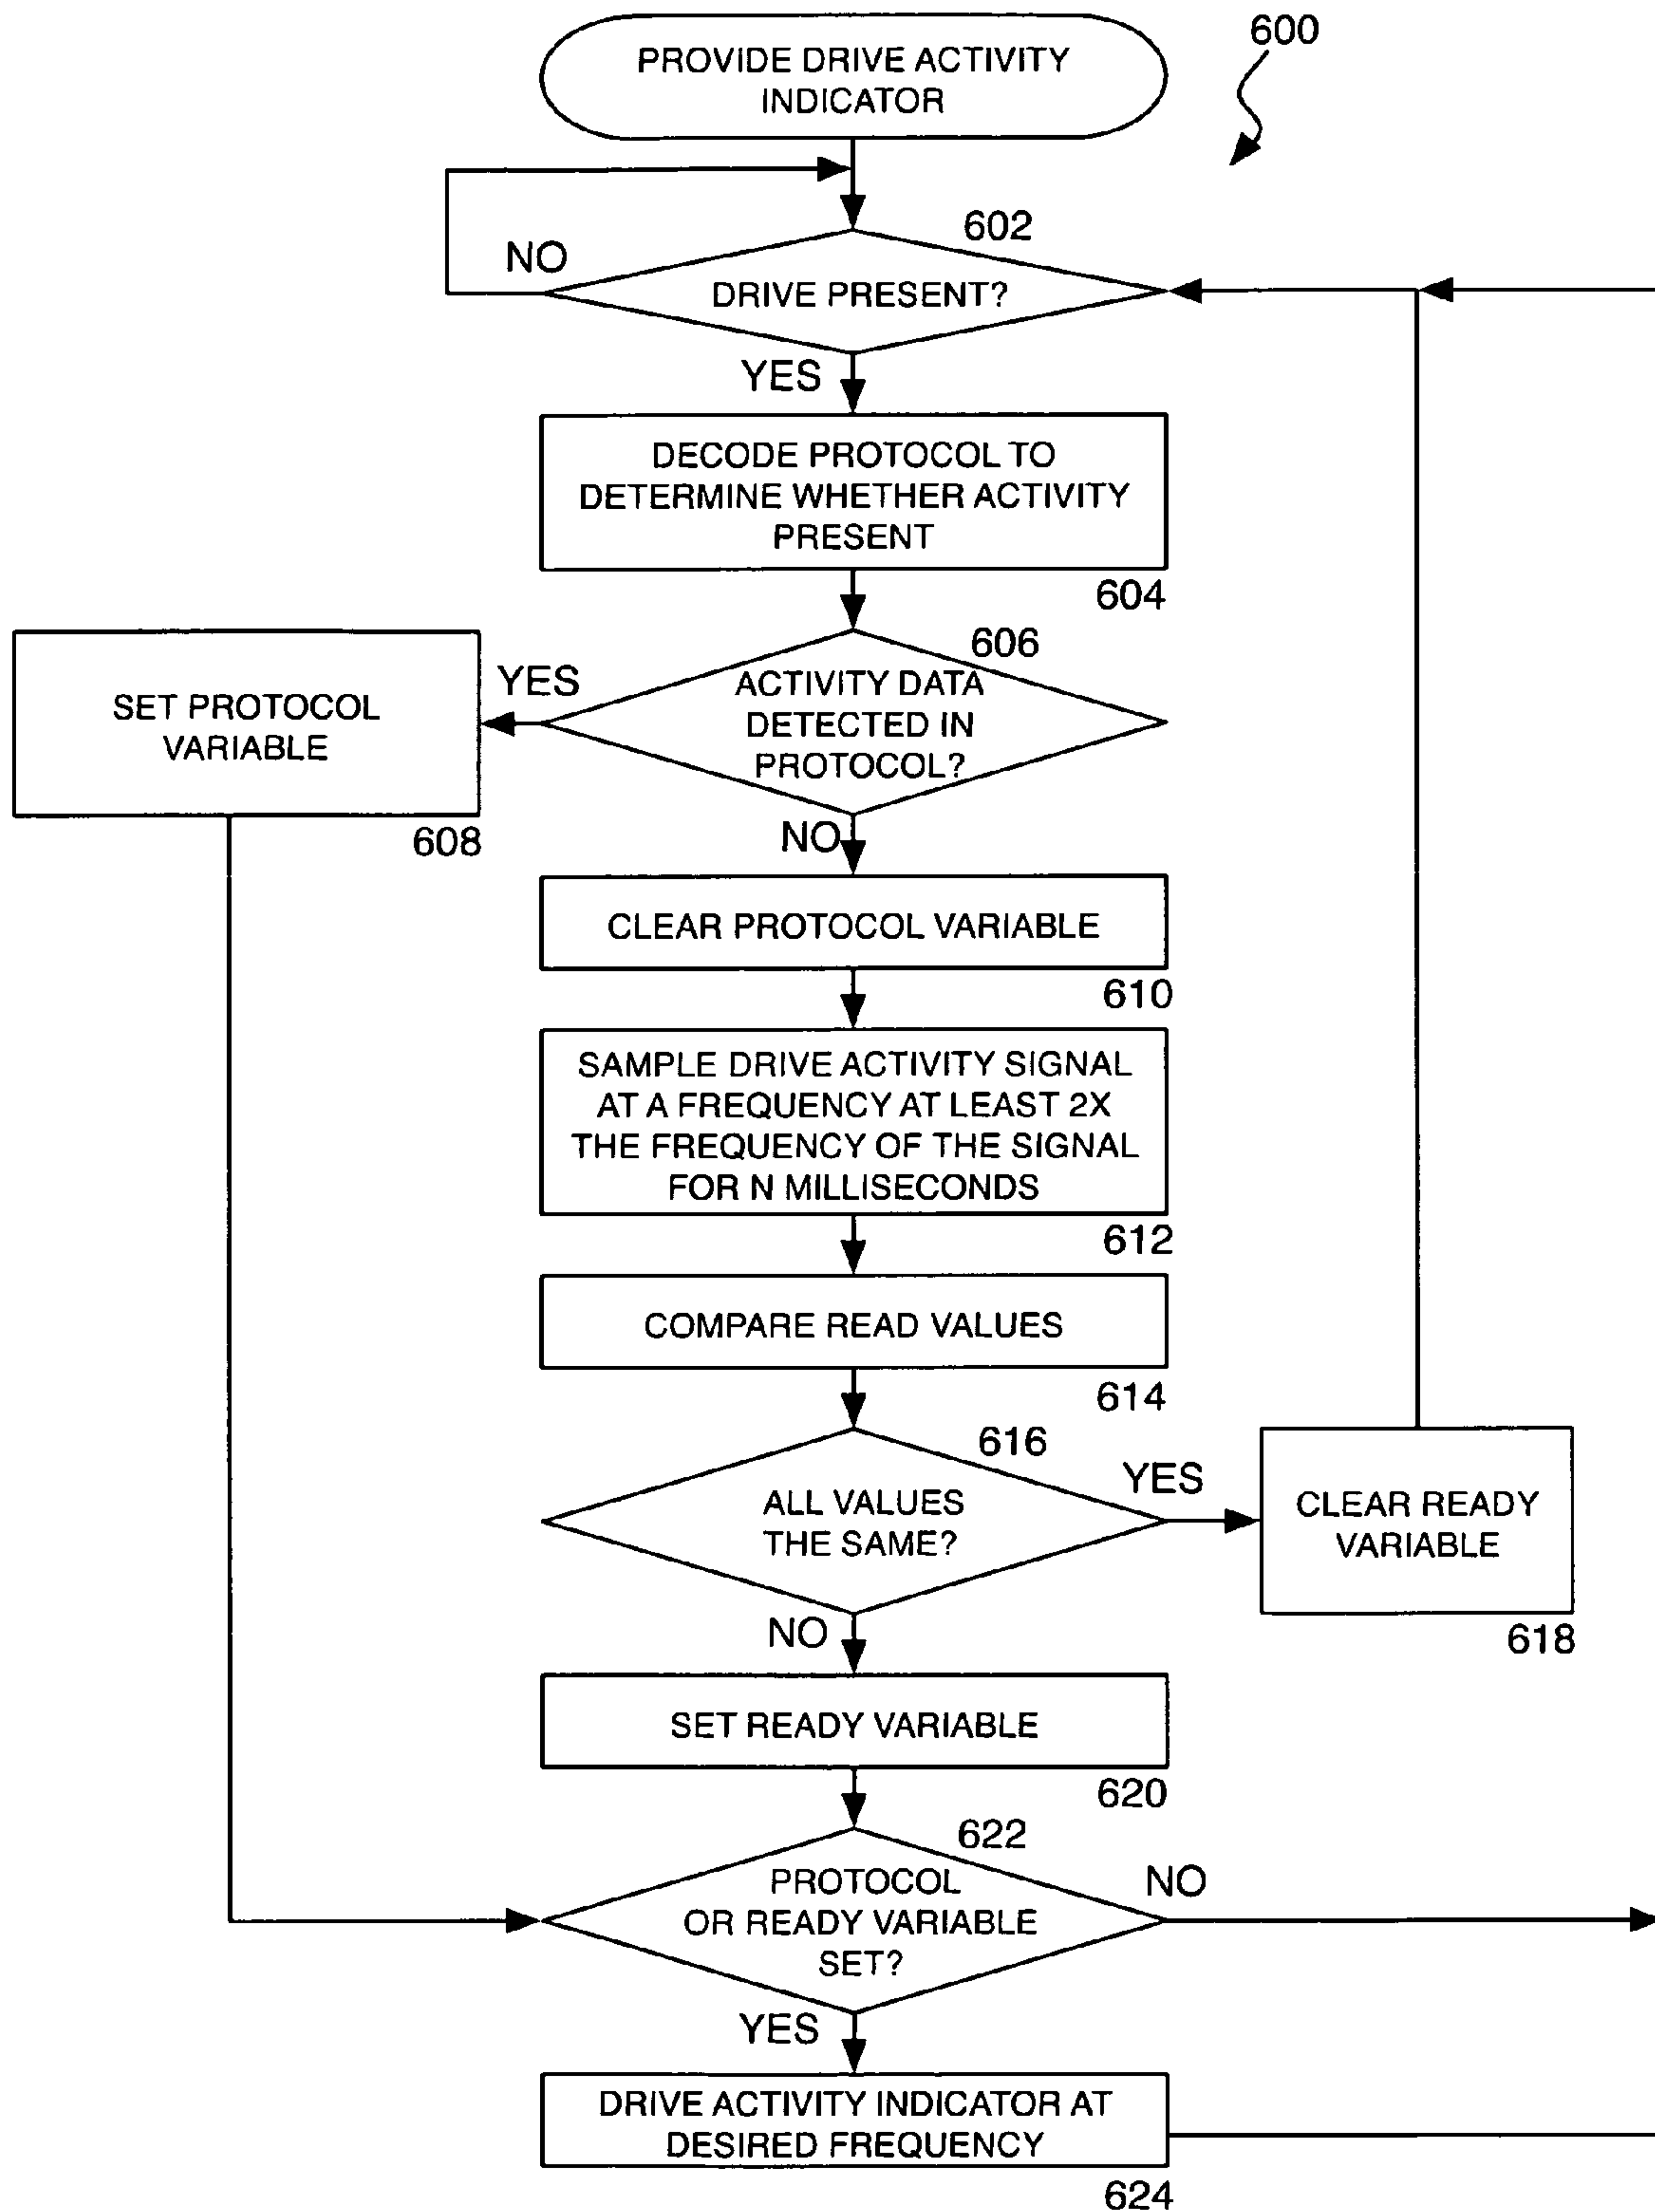 PROVIDE DRIVE ACTIVITY
INDICATOR
600
602
NO
DRIVE PRESENT?
YES
DECODE PROTOCOL TO
DETERMINE WHETHER ACTIVITY
PRESENT
604
606
YES
ACTIVITY DATA
DETECTED IN
PROTOCOL?
SET PROTOCOL
VARIABLE
608
NO
CLEAR PROTOCOL VARIABLE
610
SAMPLE DRIVE ACTIVITY SIGNAL
AT A FREQUENCY AT LEAST 2X
THE FREQUENCY OF THE SIGNAL
FOR N MILLISECONDS
612
COMPARE READ VALUES
614
616
YES
ALL VALUES
THE SAME?
CLEAR READY
VARIABLE
618
NO
SET READY VARIABLE
620
622
NO
PROTOCOL
OR READY VARIABLE
SET?
YES
DRIVE ACTIVITY INDICATOR AT
DESIRED FREQUENCY
624